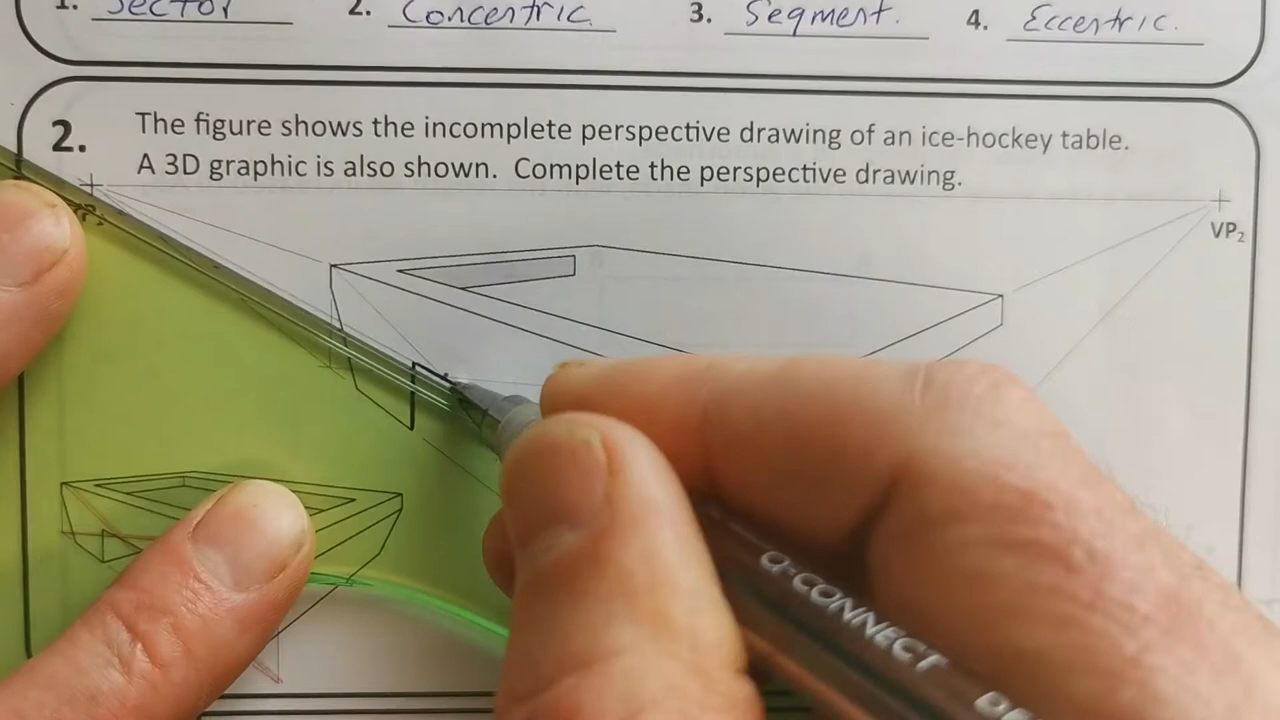 1. Sector 2. Concentric. 3. Segment. 4. Eccentric.
2. The figure shows the incomplete perspective drawing of an ice-hockey table.
A 3D graphic is also shown. Complete the perspective drawing.
VP2
Q-CONNECT